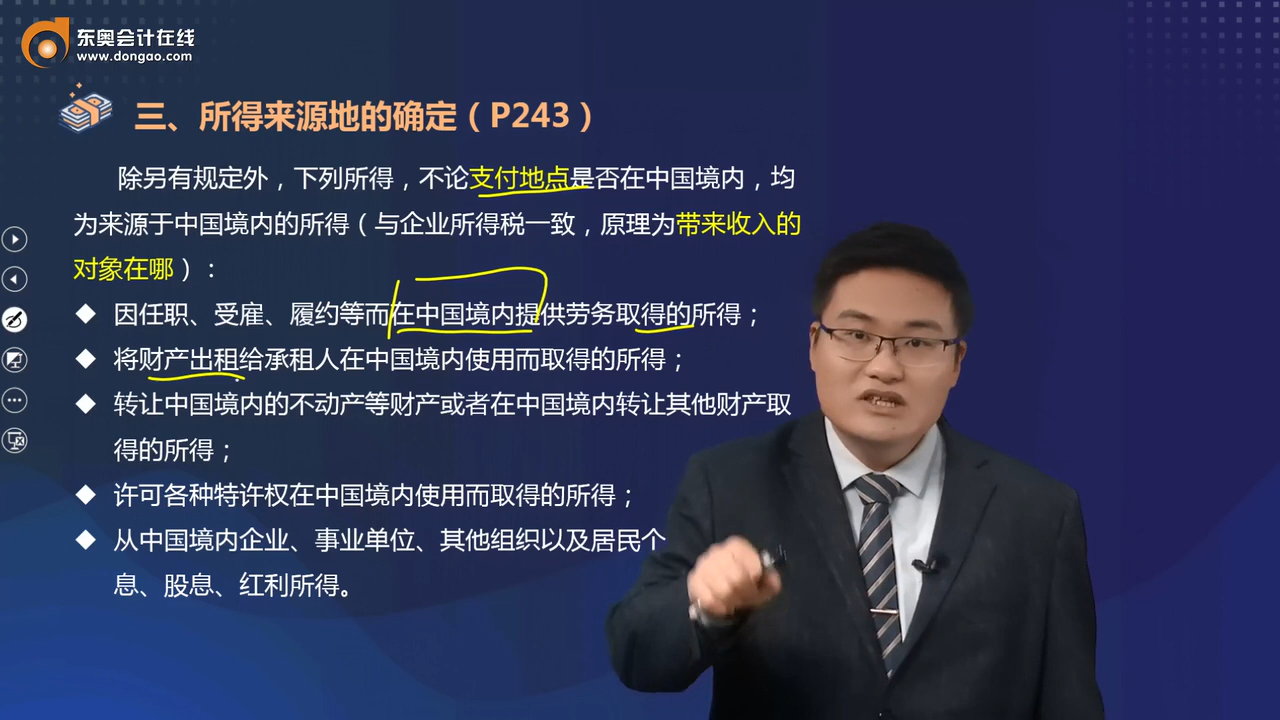 东奥会计在线
www.dongao.com
三、所得来源地的确定（P243）
除另有规定外，下列所得，不论支付地点是否在中国境内，均
为来源于中国境内的所得（与企业所得税一致，原理为带来收入的
对象在哪）：
◆ 因任职、受雇、履约等而在中国境内提供劳务取得的所得；
◆ 将财产出租给承租人在中国境内使用而取得的所得；
◆ 转让中国境内的不动产等财产或者在中国境内转让其他财产取
得的所得；
◆ 许可各种特许权在中国境内使用而取得的所得；
◆ 从中国境内企业、事业单位、其他组织以及居民个
息、股息、红利所得。